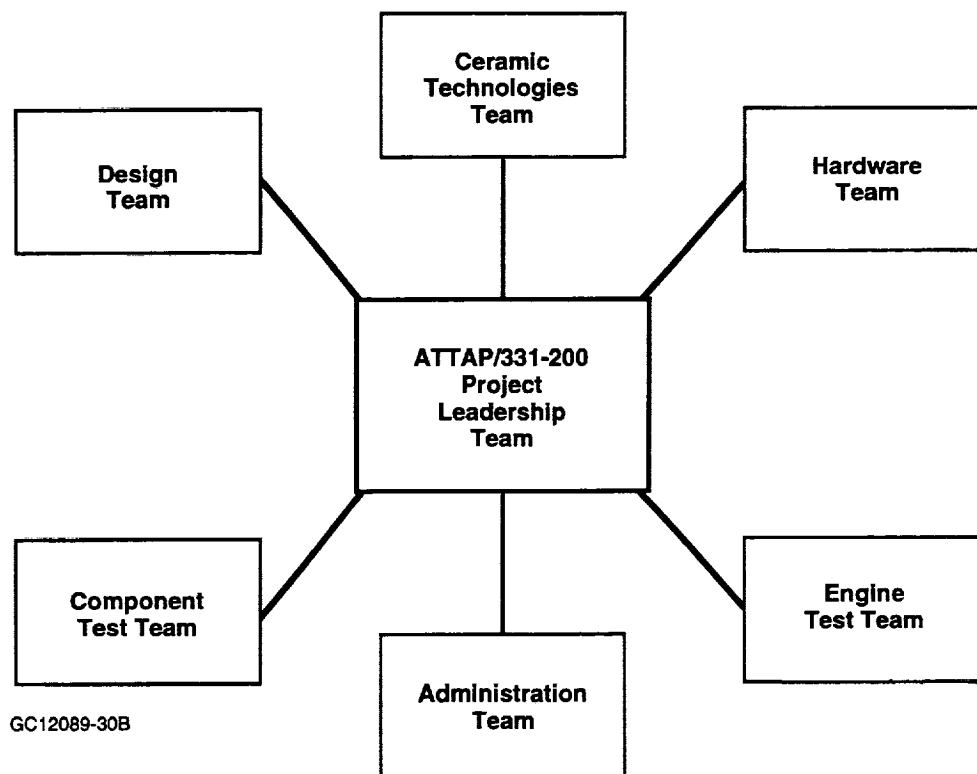 Ceramic
Technologies
Team
Design
Team
Hardware
Team
ATTAP/331-200
Project
Leadership
Team
Component
Test Team
Engine
Test Team
Administration
Team
GC12089-30B